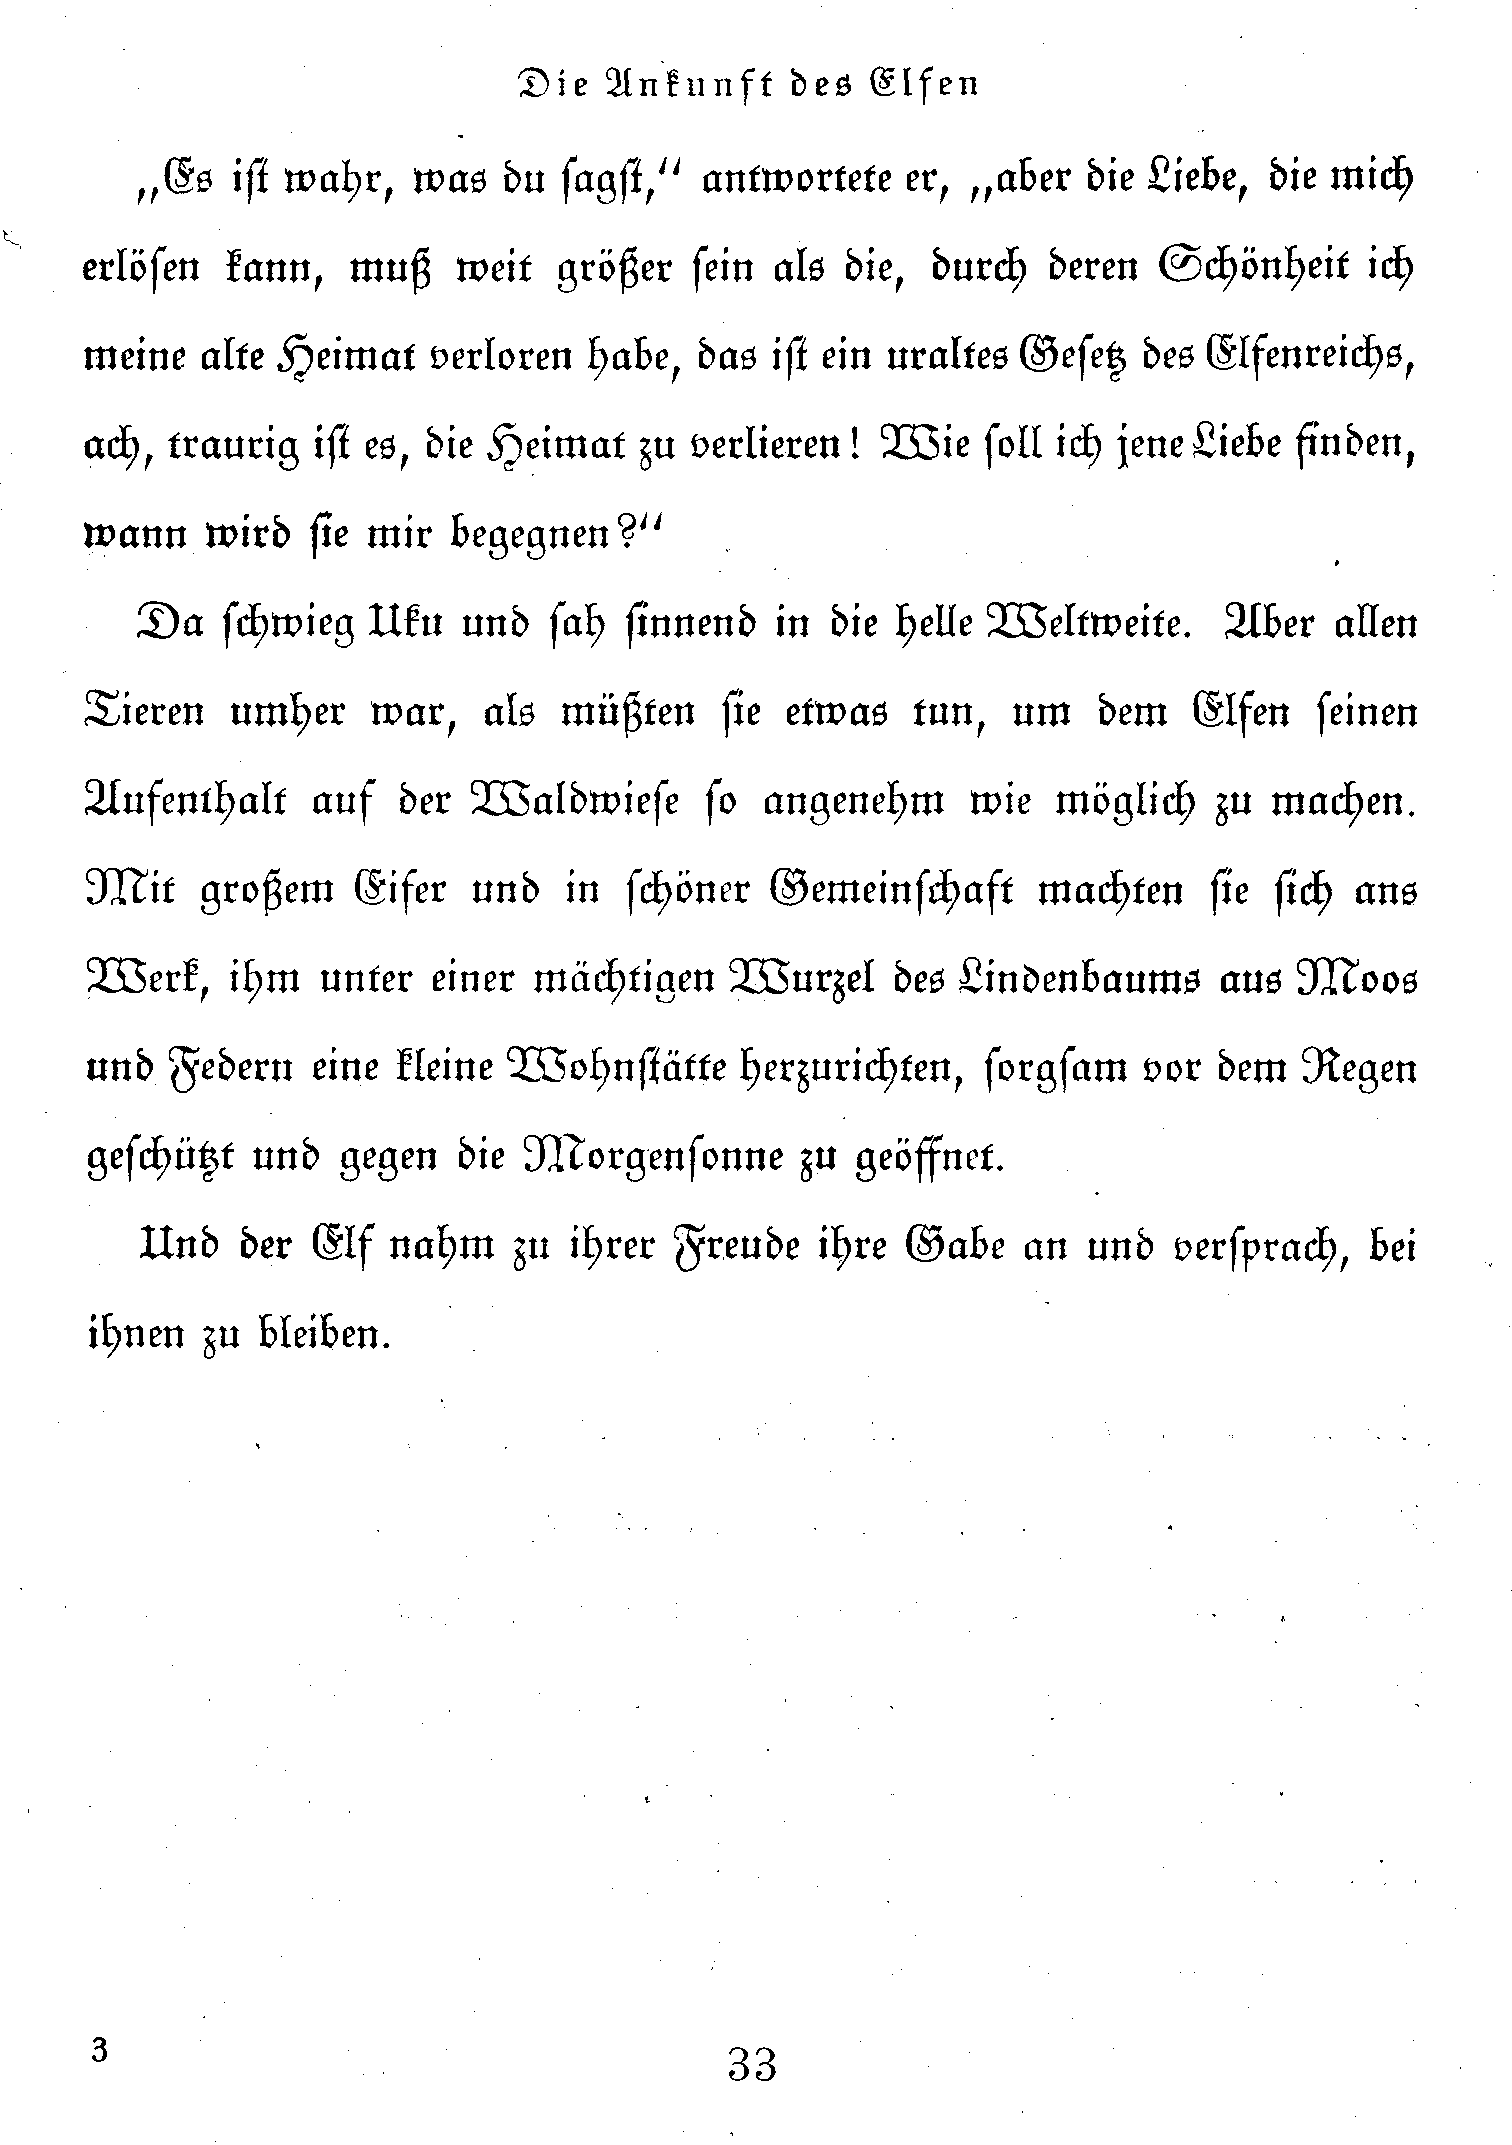 Die Ankunft des Elfen
„Es ist wahr, was du sagst,“ antwortete er, „aber die Liebe, die mich
erlösen kann, muß weit größer sein als die, durch deren Schönheit ich
meine alte Heimat verloren habe, das ist ein uraltes Gesetz des Elfenreichs,
ach, traurig ist es, die Heimat zu verlieren! Wie soll ich jene Liebe finden,
wann wird sie mir begegnen?“
Da schwieg Uku und sah sinnend in die helle Weltweite. Aber allen
Tieren umher war, als müßten sie etwas tun, um dem Elfen seinen
Aufenthalt auf der Waldwiese so angenehm wie möglich zu machen.
Mit großem Eifer und in schöner Gemeinschaft machten sie sich ans
Werk, ihm unter einer mächtigen Wurzel des Lindenbaums aus Moos
und Federn eine kleine Wohnstätte herzurichten, sorgsam vor dem Regen
geschützt und gegen die Morgensonne zu geöffnet.
Und der Elf nahm zu ihrer Freude ihre Gabe an und versprach, bei
ihnen zu bleiben.
3
33